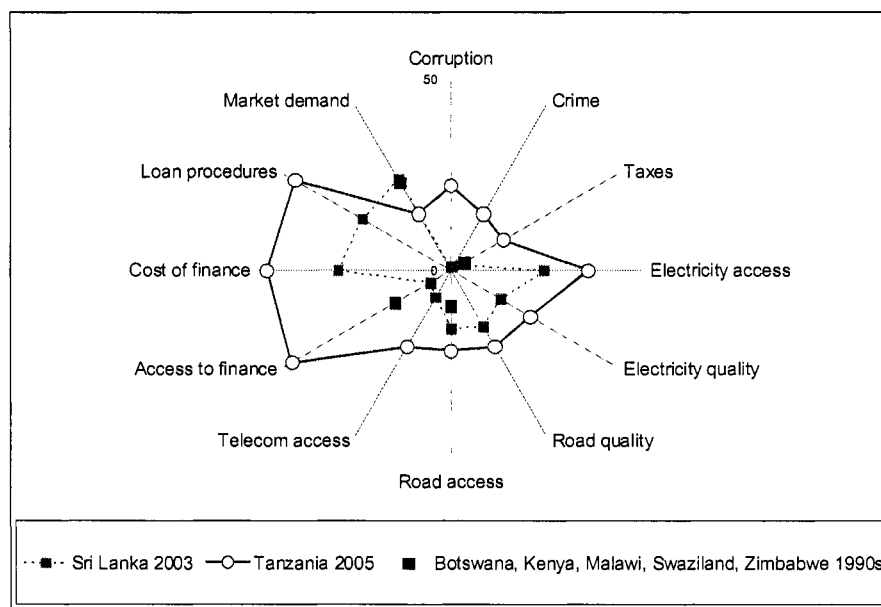 Corruption
50
Market demand
Crime
Loan procedures
Taxes
Cost of finance
0
Electricity access
Access to finance
Electricity quality
Telecom access
Road quality
Road access
Sri Lanka 2003
Tanzania 2005
Botswana, Kenya, Malawi, Swaziland, Zimbabwe 1990s